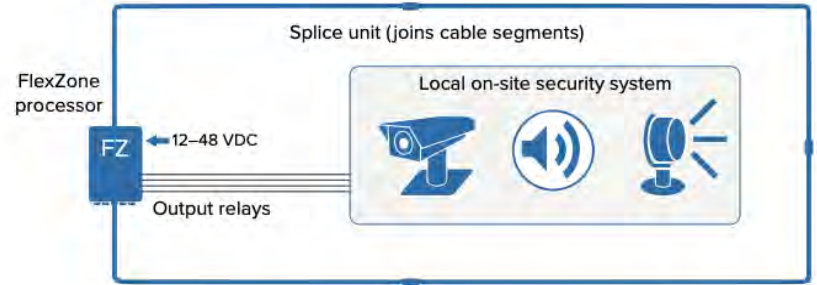 Splice unit (joins cable segments)
FlexZone
processor
Local on-site security system
FZ
12–48 VDC
Output relays